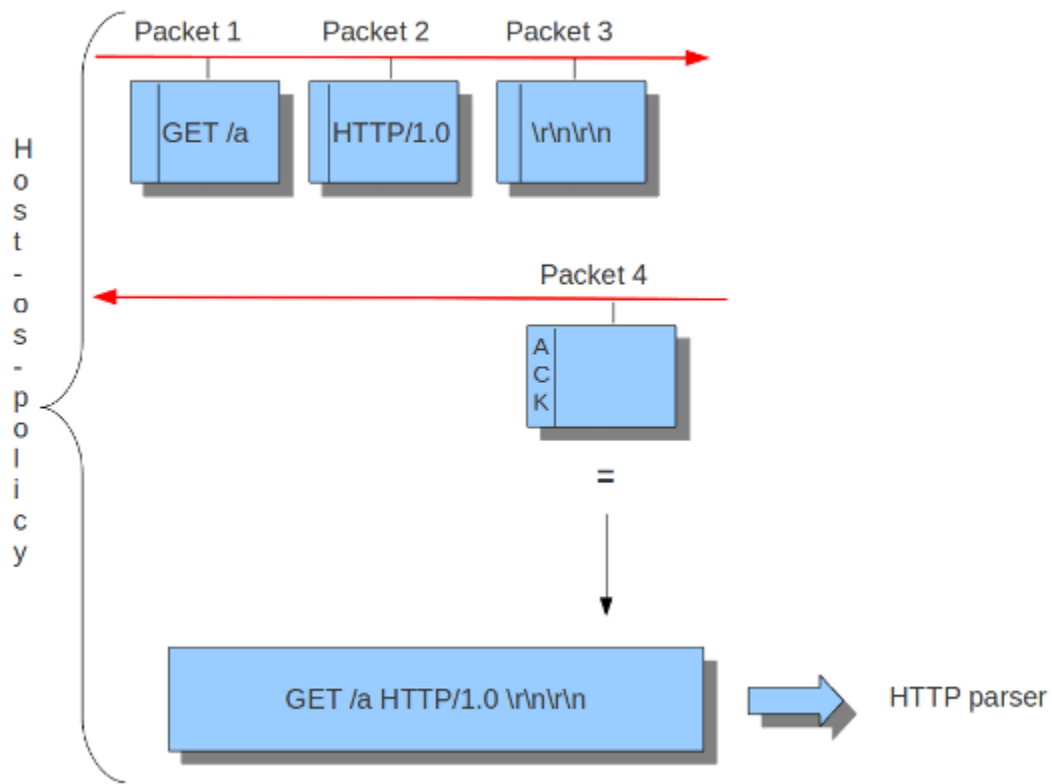 Packet 1
Packet 2
Packet 3
GET /a
HTTP/1.0
\r\n\r\n
Host-os-policy
Packet 4
ACK
=
GET /a HTTP/1.0 \r\n\r\n
HTTP parser